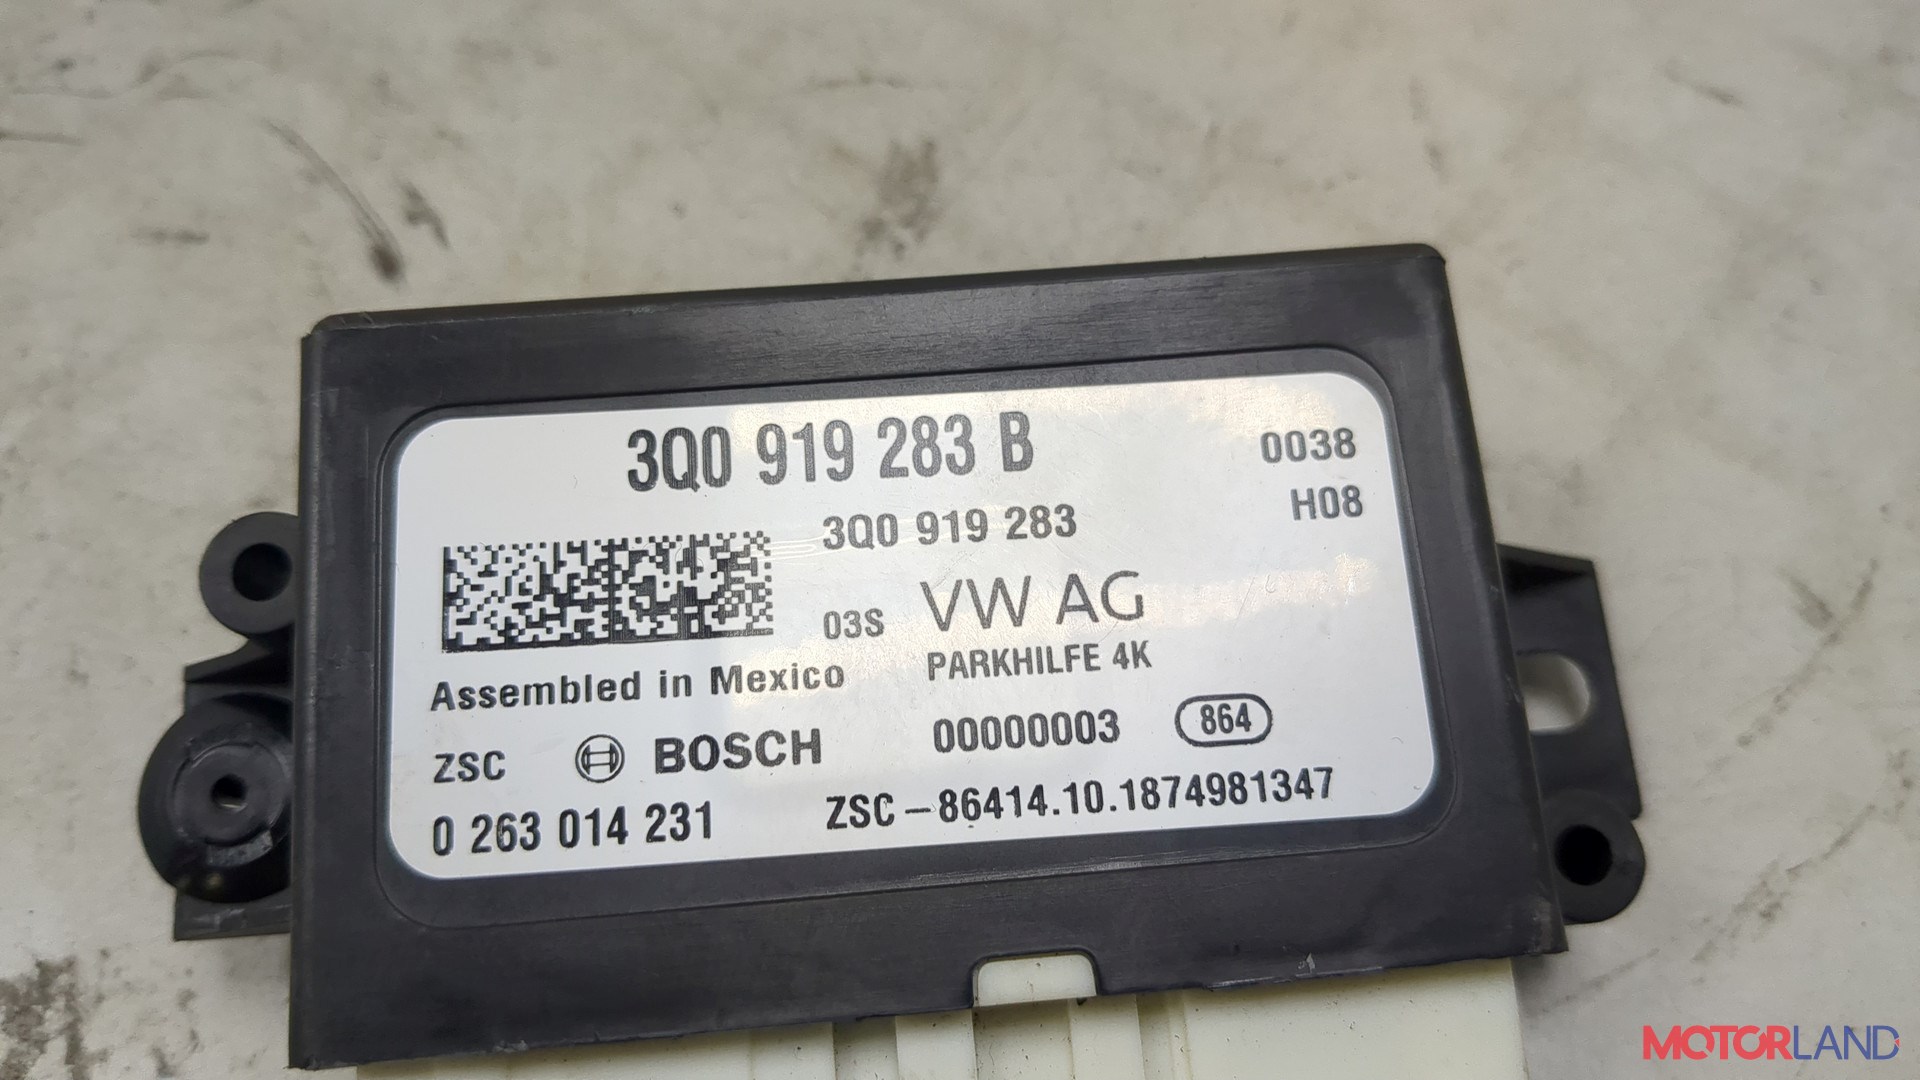 3Q0 919 283 B
0038
3Q0 919 283
H08
03S VW AG
PARKHILFE 4K
Assembled in Mexico
ZSC BOSCH 00000003 864
0 263 014 231 ZSC-86414.10.1874981347
MOTORLAND